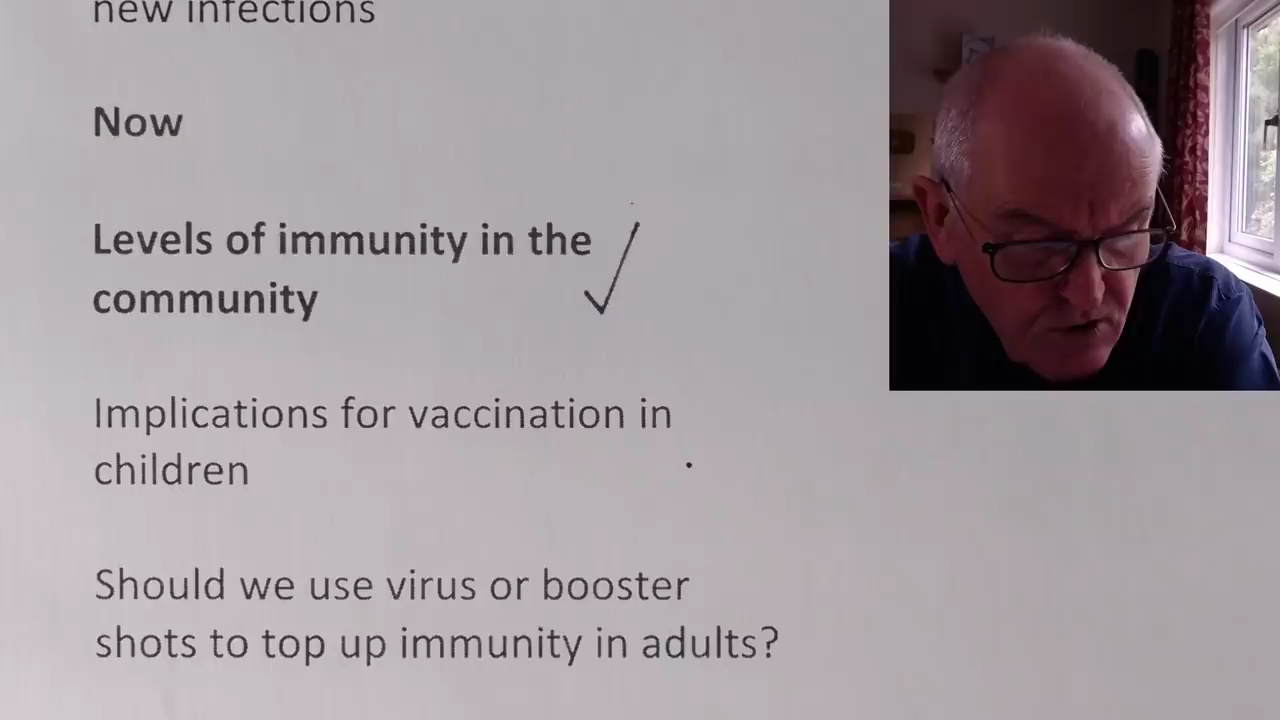 new infections
Now
Levels of immunity in the
community
Implications for vaccination in
children
Should we use virus or booster
shots to top up immunity in adults?